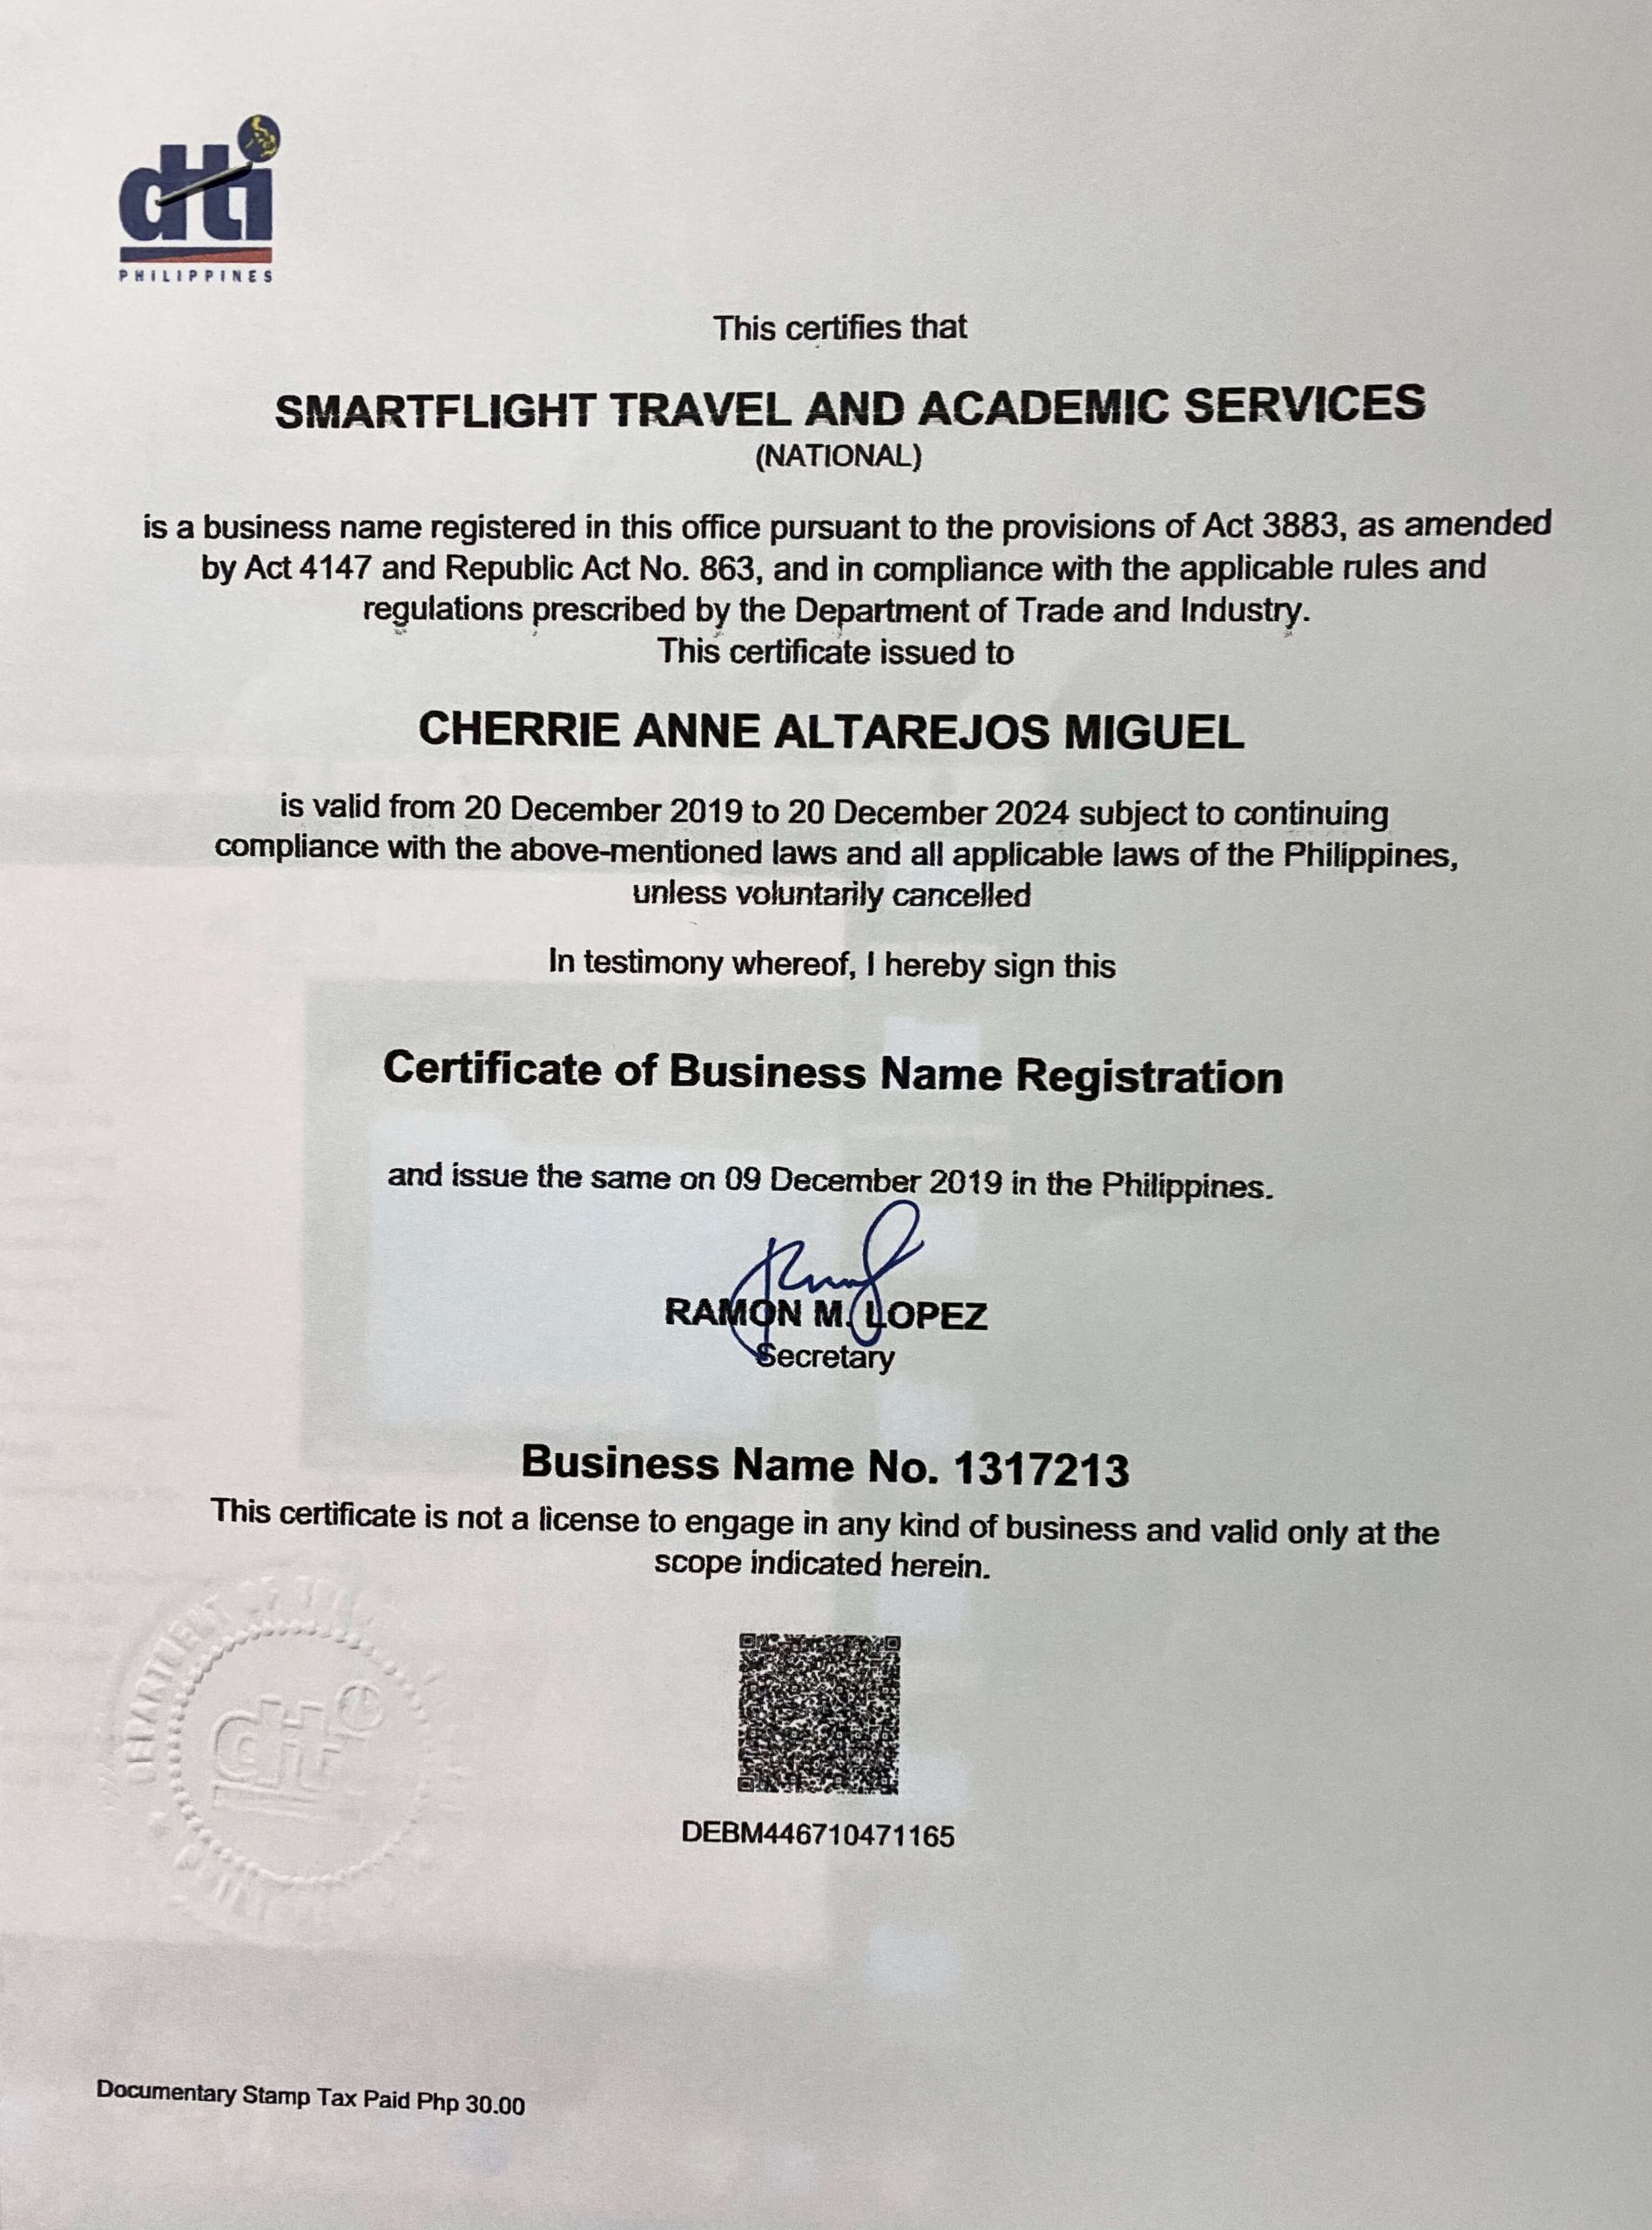 dti
PHILIPPINES
This certifies that
SMARTFLIGHT TRAVEL AND ACADEMIC SERVICES
(NATIONAL)
is a business name registered in this office pursuant to the provisions of Act 3883, as amended
by Act 4147 and Republic Act No. 863, and in compliance with the applicable rules and
regulations prescribed by the Department of Trade and Industry.
This certificate issued to
CHERRIE ANNE ALTAREJOS MIGUEL
is valid from 20 December 2019 to 20 December 2024 subject to continuing
compliance with the above-mentioned laws and all applicable laws of the Philippines,
unless voluntarily cancelled
In testimony whereof, I hereby sign this
Certificate of Business Name Registration
and issue the same on 09 December 2019 in the Philippines.
RAMON M. LOPEZ
Secretary
Business Name No. 1317213
This certificate is not a license to engage in any kind of business and valid only at the
scope indicated herein.
DEPARTMENT OF
dti
DEBM446710471165
Documentary Stamp Tax Paid Php 30.00